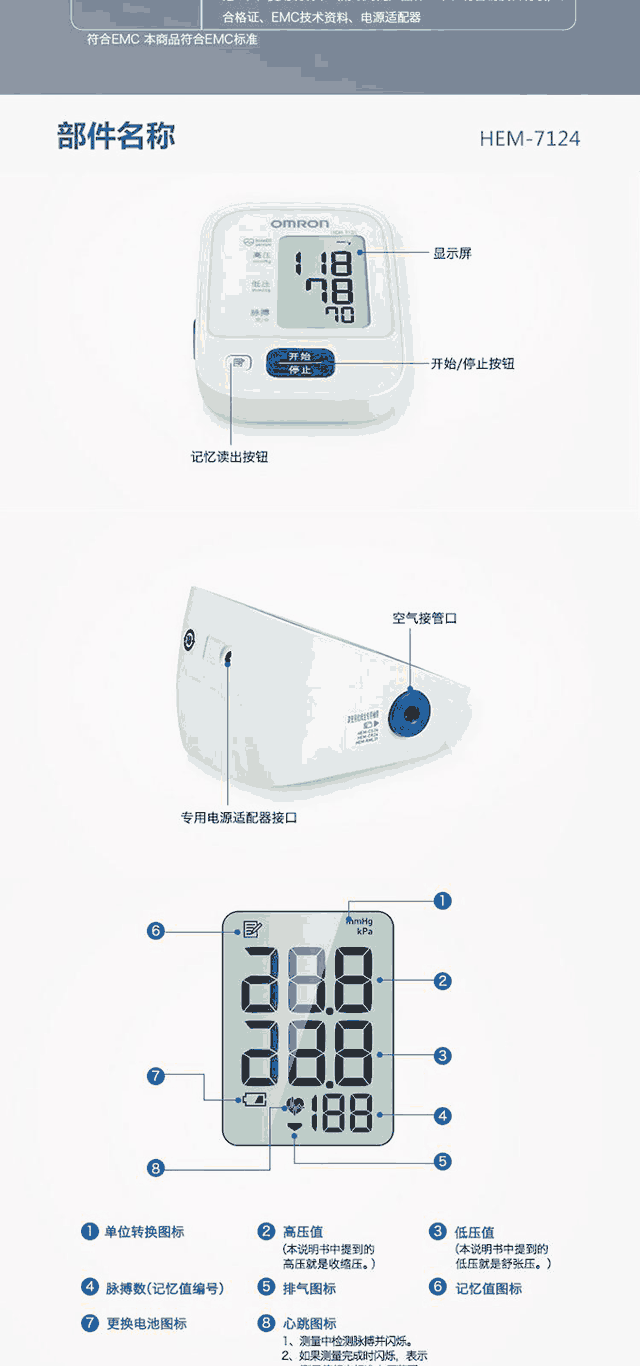 合格证、EMC技术资料、电源适配器
符合EMC 本商品符合EMC标准
部件名称
HEM-7124
OMRON
高压
118
显示屏
低压
78
脉搏
70
开始
停止
开始/停止按钮
记忆读出按钮
空气接管口
专用电源适配器接口
1
mmHg
kPa
6
2
3
7
188
4
8
5
1 单位转换图标
2 高压值
(本说明书中提到的
高压就是收缩压。)
3 低压值
(本说明书中提到的
低压就是舒张压。)
4 脉搏数(记忆值编号)
5 排气图标
6 记忆值图标
7 更换电池图标
8 心跳图标
1、测量中检测脉搏并闪烁。
2、如果测量完成时闪烁，表示